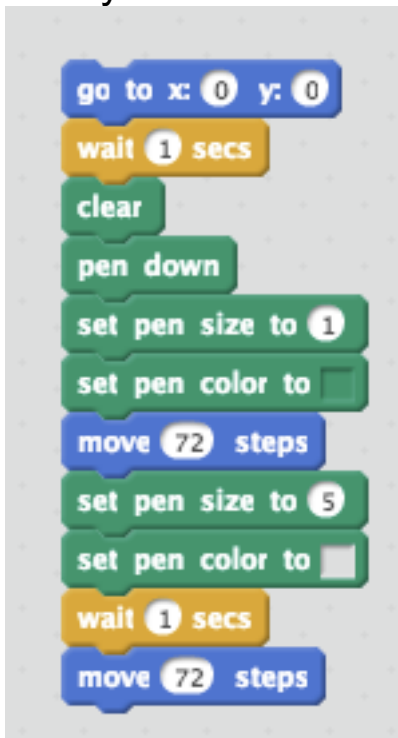 go to x: 0 y: 0
wait 1 secs
clear
pen down
set pen size to 1
set pen color to
move 72 steps
set pen size to 5
set pen color to
wait 1 secs
move 72 steps